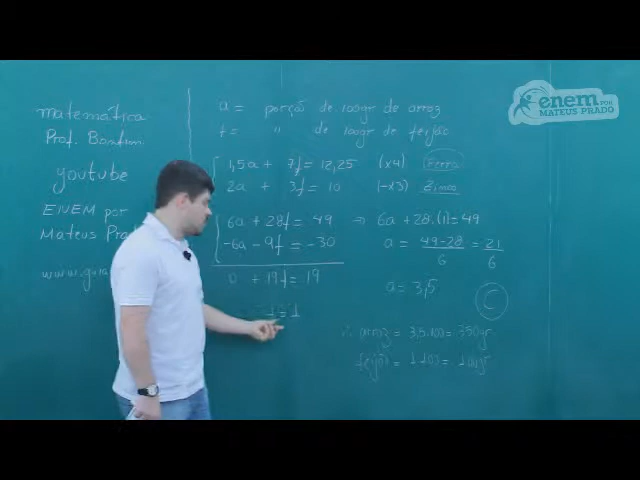 matemática
Prof. Bonfim
youtube
ENEM por
Mateus Prad
www.guia
a = porção de 100gr de arroz
f = " de 100gr de feijão
1,5a + 7f = 12,25 (x4) Ferro
2a + 3f = 10 (-x3) Zinco
6a + 28f = 49 ⇒ 6a + 28.(1) = 49
-6a - 9f = -30 a = 49-28 / 6 = 21 / 6
0 + 19f = 19
a = 3,5
f = 1
C
∴ arroz = 3,5.100 = 350gr
feijão = 1.100 = 100gr
enem POR
MATEUS PRADO